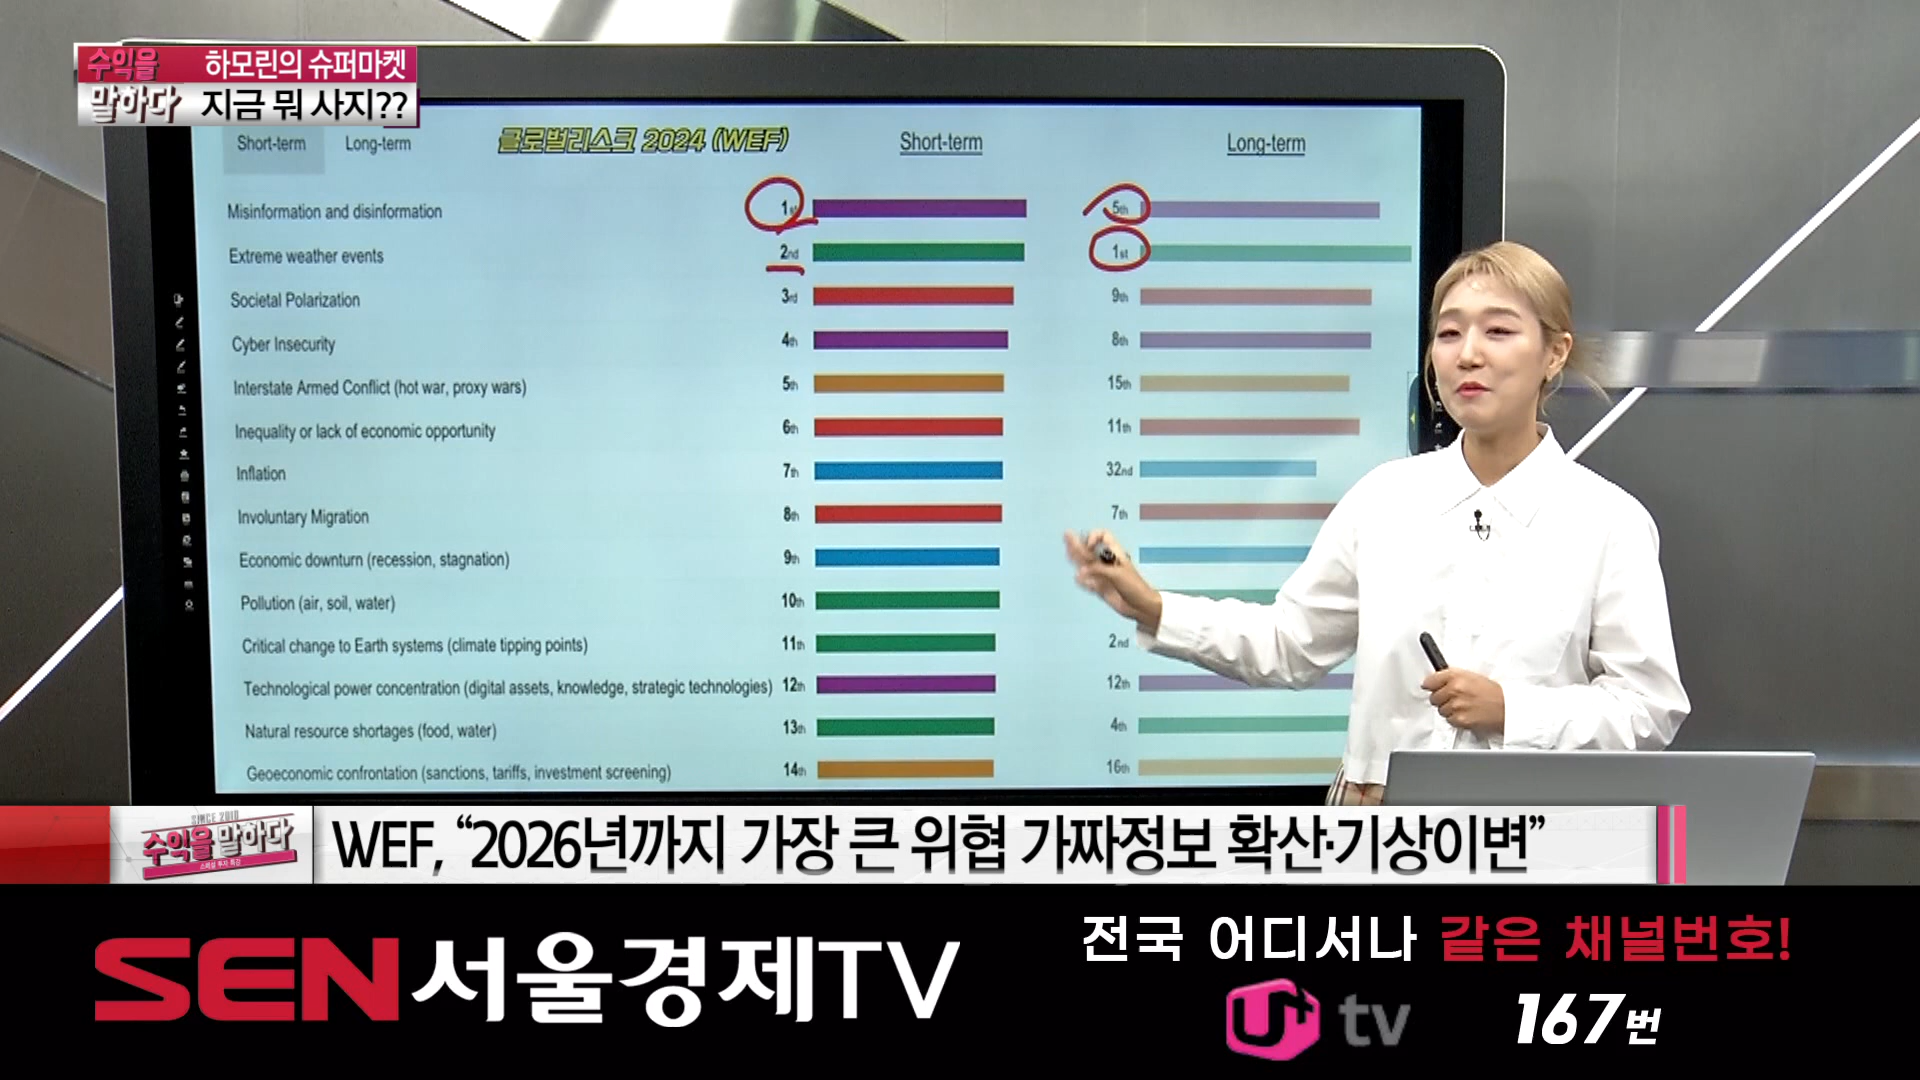 수익을 말하다
하모린의 슈퍼마켓
지금 뭐 사지??
Short-term Long-term 글로벌리스크 2024 (WEF) Short-term Long-term
Misinformation and disinformation 1st 5th
Extreme weather events 2nd 1st
Societal Polarization 3rd 9th
Cyber Insecurity 4th 8th
Interstate Armed Conflict (hot war, proxy wars) 5th 15th
Inequality or lack of economic opportunity 6th 11th
Inflation 7th 32nd
Involuntary Migration 8th 7th
Economic downturn (recession, stagnation) 9th
Pollution (air, soil, water) 10th
Critical change to Earth systems (climate tipping points) 11th 2nd
Technological power concentration (digital assets, knowledge, strategic technologies) 12th 12th
Natural resource shortages (food, water) 13th 4th
Geoeconomic confrontation (sanctions, tariffs, investment screening) 14th 16th
SINCE 2010
수익을 말하다
WEF, “2026년까지 가장 큰 위협 가짜정보 확산·기상이변”
SEN서울경제TV
전국 어디서나 같은 채널번호!
U+ tv 167번